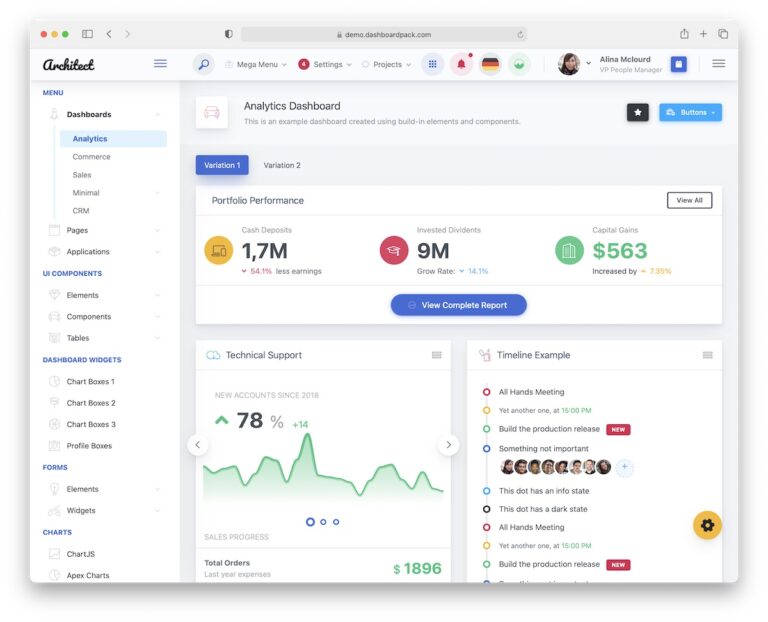 demo.dashboardpack.com
Architect
Mega Menu
4
Settings
Projects
Alina Mclourd
VP People Manager
MENU
Dashboards
Analytics
Commerce
Sales
Minimal
CRM
Pages
Applications
UI COMPONENTS
Elements
Components
Tables
DASHBOARD WIDGETS
Chart Boxes 1
Chart Boxes 2
Chart Boxes 3
Profile Boxes
FORMS
Elements
Widgets
CHARTS
ChartJS
Apex Charts
Analytics Dashboard
This is an example dashboard created using build-in elements and components.
Buttons
Variation 1
Variation 2
Portfolio Performance
View All
Cash Deposits
1,7M
54.1% less earnings
Invested Dividents
9M
Grow Rate: 14.1%
Capital Gains
$563
Increased by 7.35%
View Complete Report
Technical Support
NEW ACCOUNTS SINCE 2018
78 % +14
SALES PROGRESS
Total Orders
Last year expenses
$ 1896
Timeline Example
All Hands Meeting
Yet another one, at 15:00 PM
Build the production release NEW
Something not important
+
This dot has an info state
This dot has a dark state
All Hands Meeting
Yet another one, at 15:00 PM
Build the production release NEW
Something not important